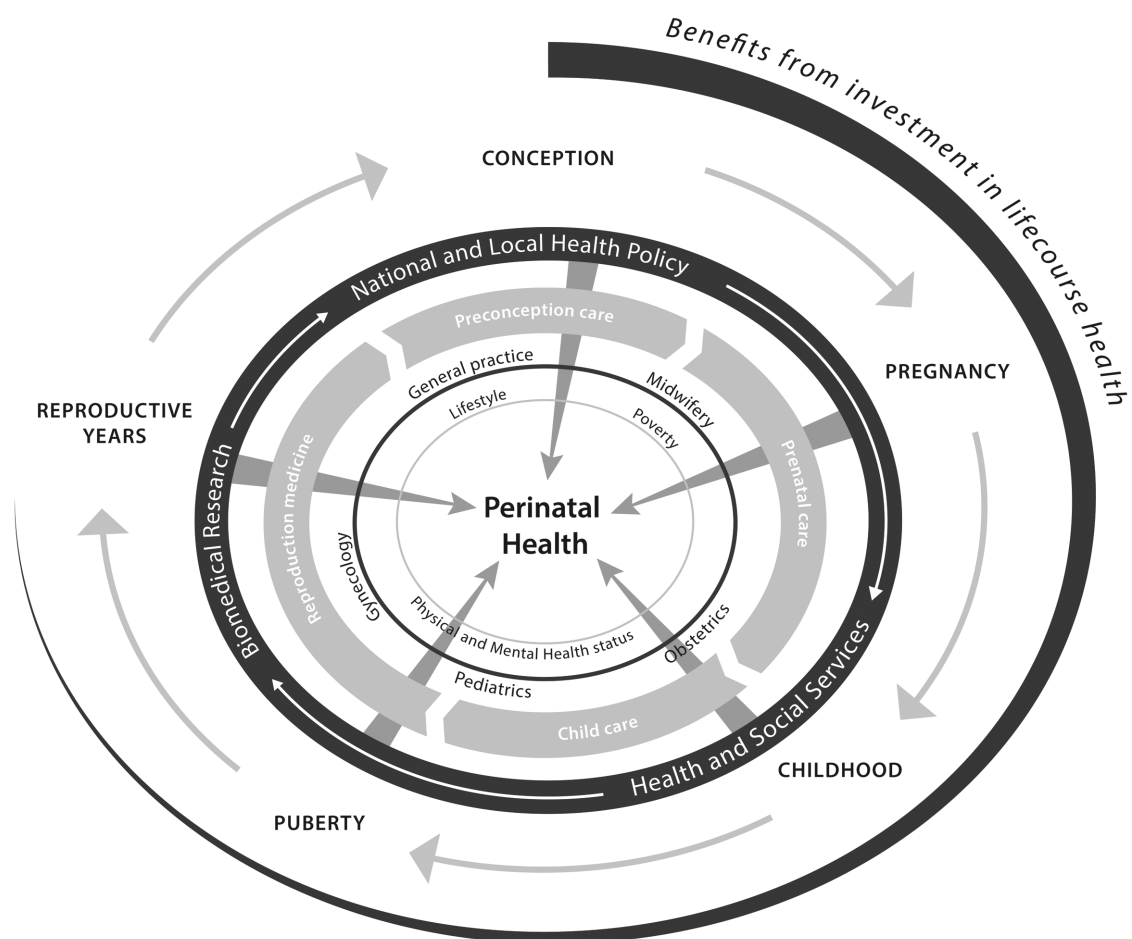 Benefits from investment in lifecourse health
CONCEPTION
PREGNANCY
CHILDHOOD
PUBERTY
REPRODUCTIVE
YEARS
National and Local Health Policy
Health and Social Services
Biomedical Research
Preconception care
Prenatal care
Child care
Reproduction medicine
General practice
Midwifery
Obstetrics
Pediatrics
Gynecology
Lifestyle
Poverty
Physical and Mental Health status
Perinatal
Health